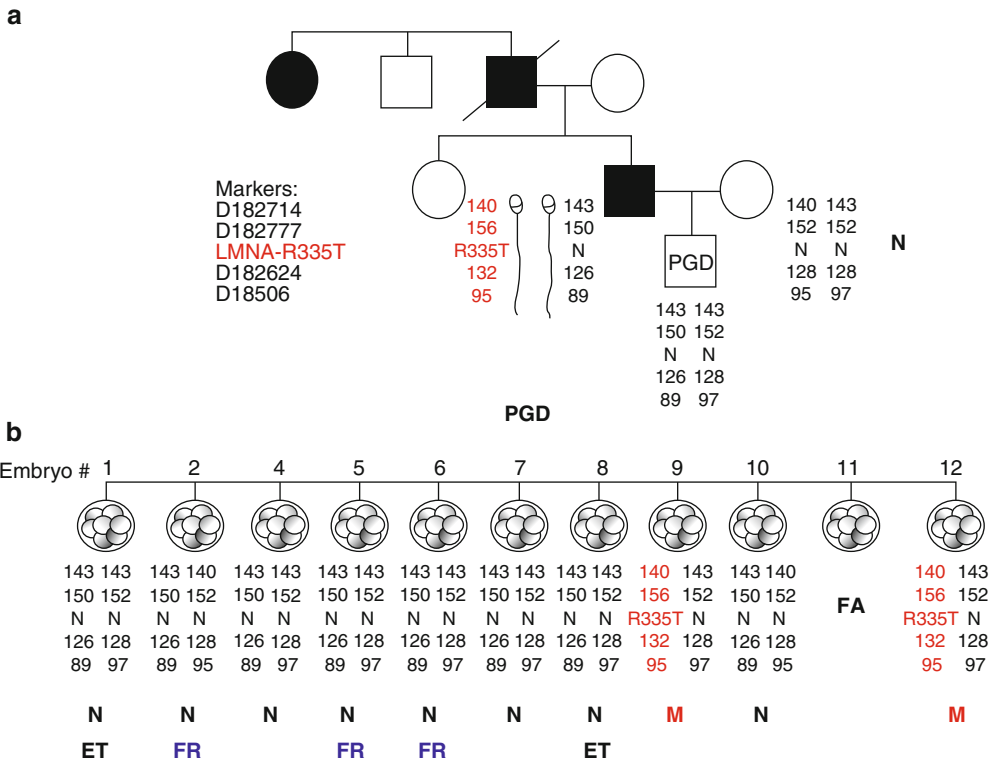 a
Markers:
D182714
D182777
LMNA-R335T
D182624
D18506
140 143
156 150
R335T N
132 126
95 89
140 143
152 152
N N
128 128
95 97
N
PGD
143 143
150 152
N N
126 128
89 97
PGD
b
Embryo # 1 2 4 5 6 7 8 9 10 11 12
143 143 143 140 143 143 143 143 143 143 143 143 143 143 140 143 143 140 140 143
150 152 150 152 150 152 150 152 150 152 150 152 150 152 156 152 150 152 156 152
N N N N N N N N N N N N N N R335T N N N FA R335T N
126 128 126 128 126 128 126 128 126 128 126 128 126 128 132 128 126 128 132 128
89 97 89 95 89 97 89 97 89 97 89 97 89 97 95 97 89 95 95 97
N N N N N N N M N M
ET FR FR FR ET